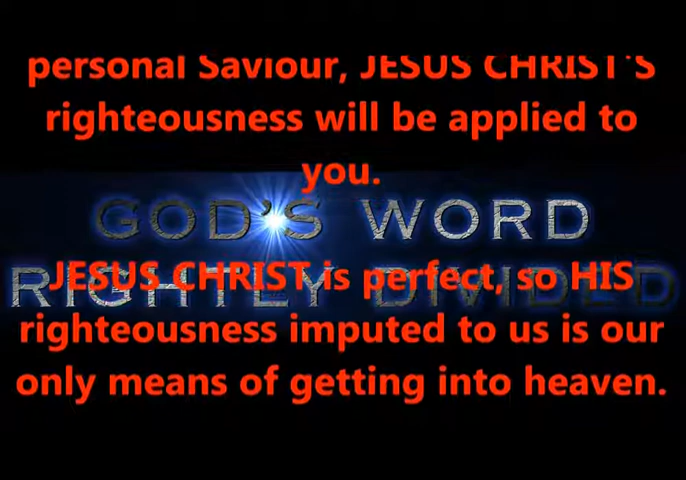 personal Saviour, JESUS CHRIST'S
righteousness will be applied to
you.
GOD'S WORD
RIGHTLY DIVIDED
JESUS CHRIST is perfect, so HIS
righteousness imputed to us is our
only means of getting into heaven.